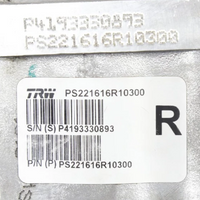 P4193330893
PS221616R10300
TRW PS221616R10300
S/N (S) P4193330893
R
P/N (P) PS221616R10300